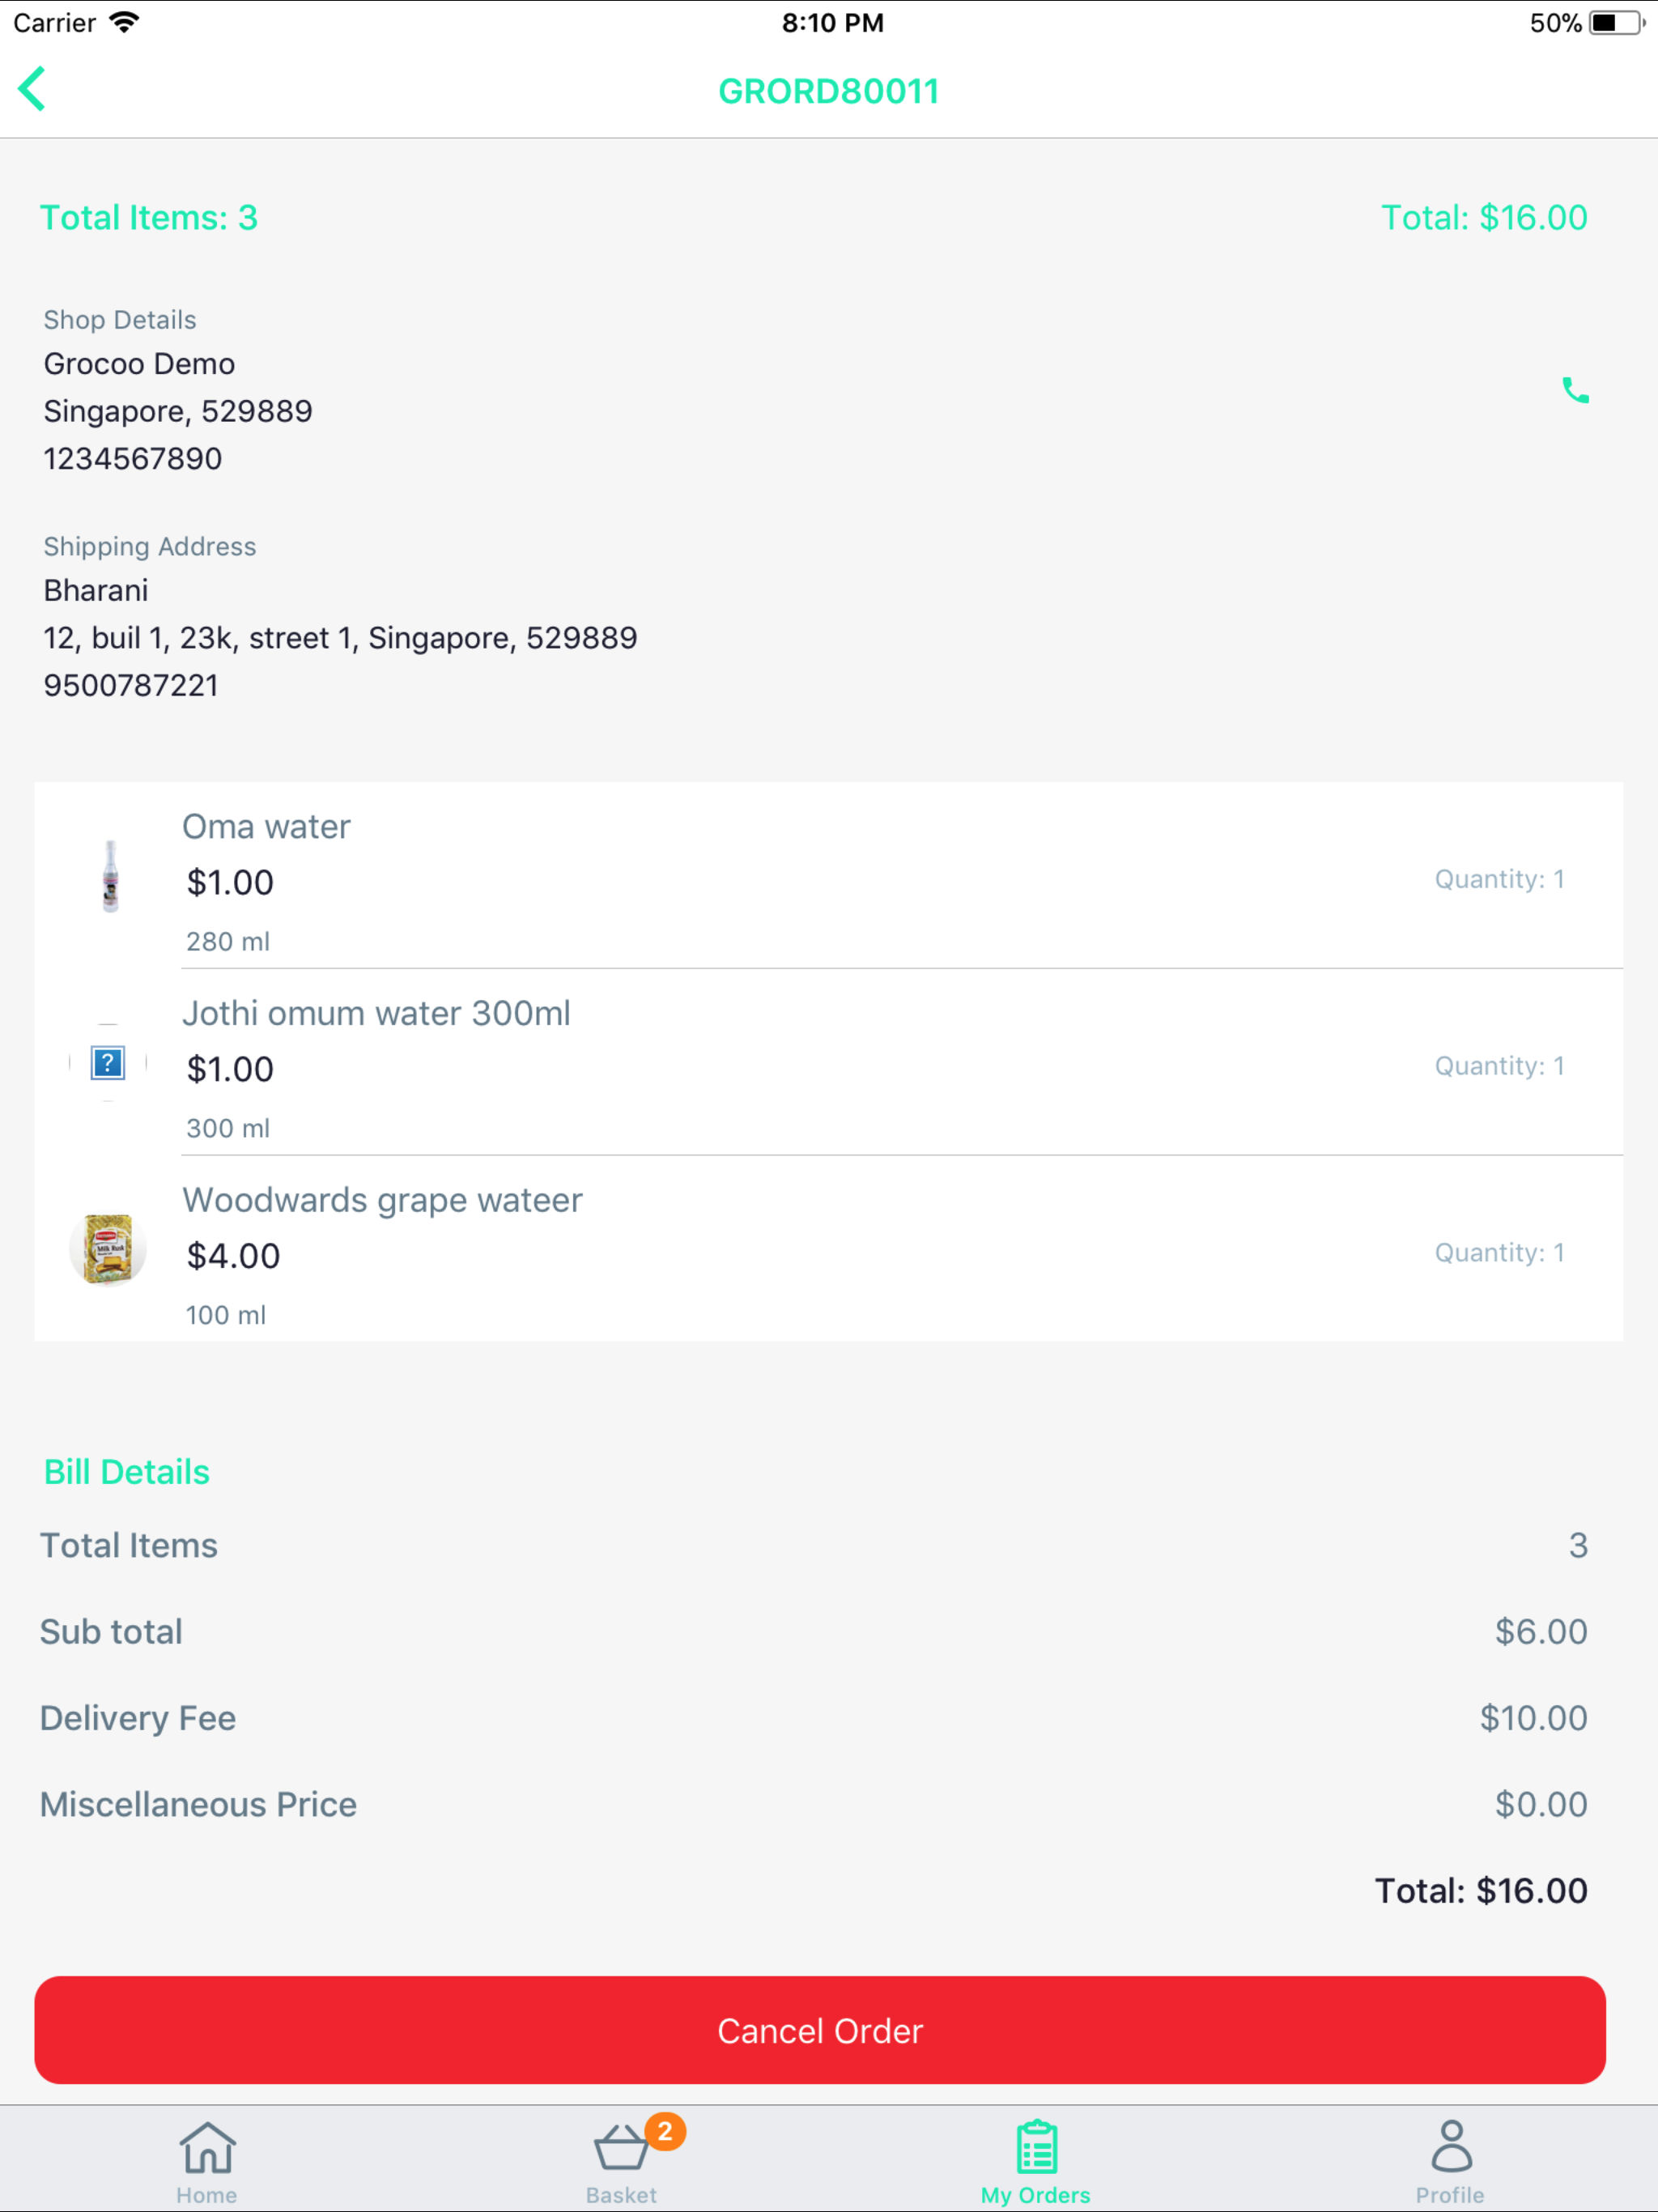 Carrier
8:10 PM
50%
GRORD80011
Total Items: 3
Total: $16.00
Shop Details
Grocoo Demo
Singapore, 529889
1234567890
Shipping Address
Bharani
12, buil 1, 23k, street 1, Singapore, 529889
9500787221
Oma water
$1.00
Quantity: 1
280 ml
Jothi omum water 300ml
?
$1.00
Quantity: 1
300 ml
Woodwards grape wateer
Milk Rusk
$4.00
Quantity: 1
100 ml
Bill Details
Total Items
3
Sub total
$6.00
Delivery Fee
$10.00
Miscellaneous Price
$0.00
Total: $16.00
Cancel Order
2
Home
Basket
My Orders
Profile